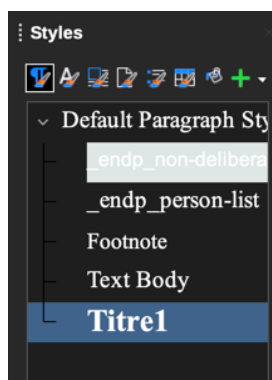 Styles
Default Paragraph Sty
_endp_non-delibera
_endp_person-list
Footnote
Text Body
Titre1